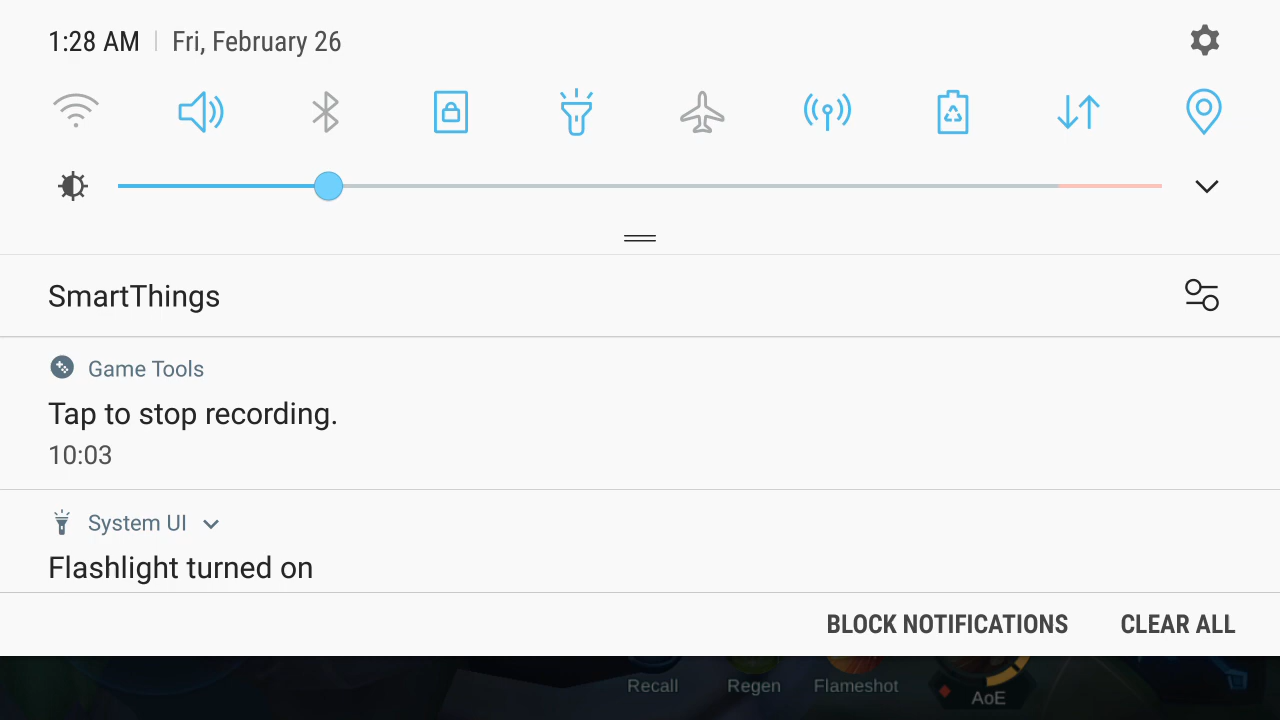 1:28 AM Fri, February 26
SmartThings
Game Tools
Tap to stop recording.
10:03
System UI
Flashlight turned on
BLOCK NOTIFICATIONS CLEAR ALL
Recall Regen Flameshot AoE